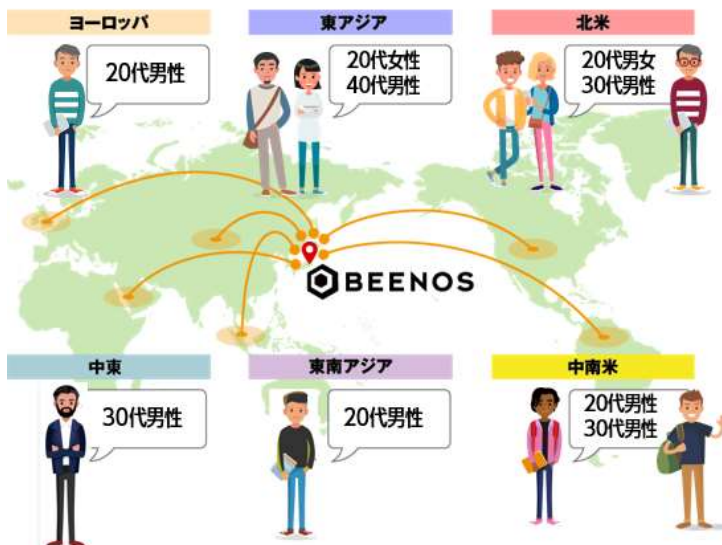 ヨーロッパ
20代男性
東アジア
20代女性
40代男性
北米
20代男女
30代男性
BEENOS
中東
30代男性
東南アジア
20代男性
中南米
20代男性
30代男性